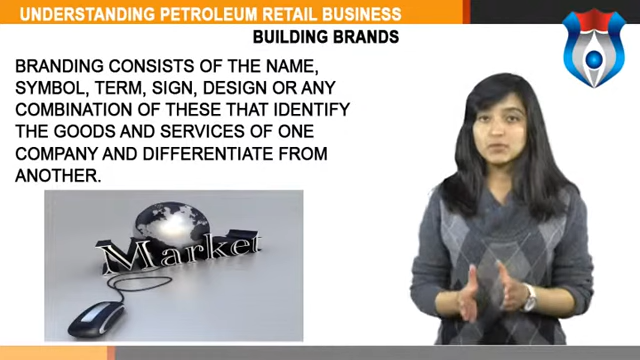 UNDERSTANDING PETROLEUM RETAIL BUSINESS
BUILDING BRANDS
BRANDING CONSISTS OF THE NAME,
SYMBOL, TERM, SIGN, DESIGN OR ANY
COMBINATION OF THESE THAT IDENTIFY
THE GOODS AND SERVICES OF ONE
COMPANY AND DIFFERENTIATE FROM
ANOTHER.
Market